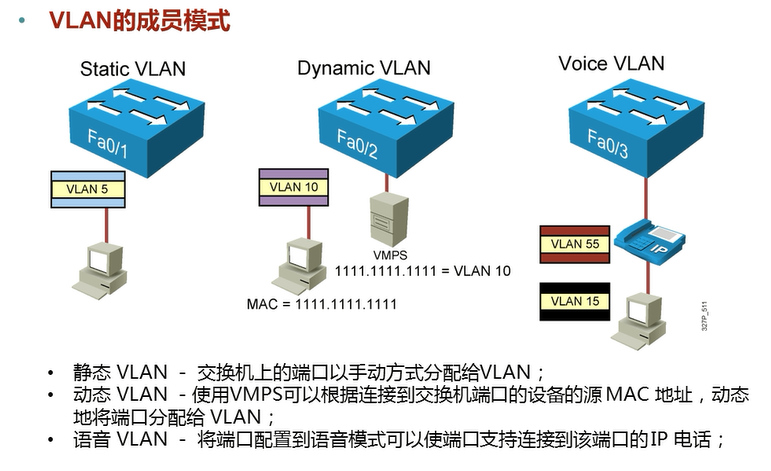 • VLAN的成员模式
Static VLAN
Dynamic VLAN
Voice VLAN
Fa0/1
Fa0/2
Fa0/3
VLAN 5
VLAN 10
VMPS
1111.1111.1111 = VLAN 10
MAC = 1111.1111.1111
VLAN 55
IP
VLAN 15
327P_511
• 静态 VLAN - 交换机上的端口以手动方式分配给VLAN；
• 动态 VLAN - 使用VMPS可以根据连接到交换机端口的设备的源 MAC 地址，动态
地将端口分配给 VLAN；
• 语音 VLAN - 将端口配置到语音模式可以使端口支持连接到该端口的 IP 电话；